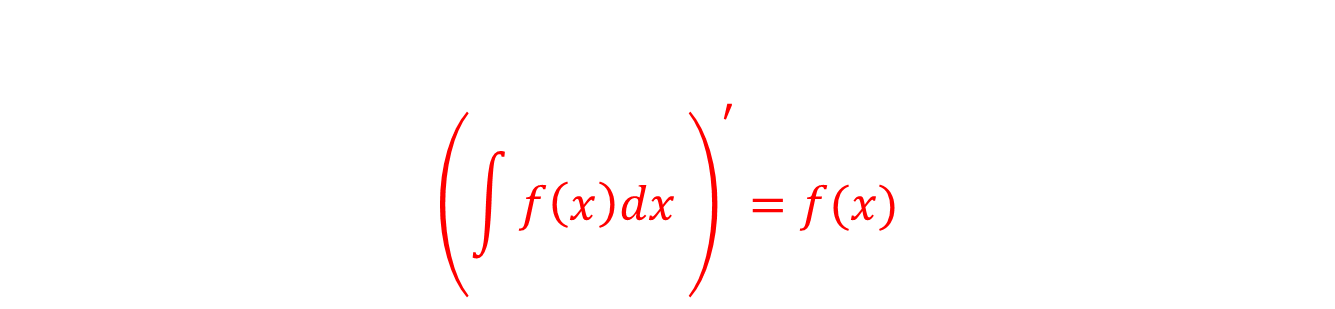 (∫ f(x)dx)′ = f(x)